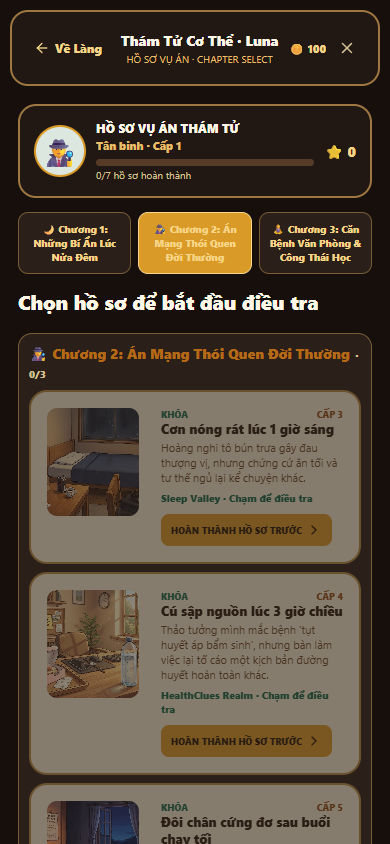 Về Làng
Thám Tử Cơ Thể · Luna
100
HỒ SƠ VỤ ÁN · CHAPTER SELECT
HỒ SƠ VỤ ÁN THÁM TỬ
Tân binh · Cấp 1
0
0/7 hồ sơ hoàn thành
🌙 Chương 1:
Những Bí Ẩn Lúc
Nửa Đêm
🕵️ Chương 2: Án
Mạng Thói Quen
Đời Thường
🧘 Chương 3: Căn
Bệnh Văn Phòng &
Công Thái Học
Chọn hồ sơ để bắt đầu điều tra
🕵️ Chương 2: Án Mạng Thói Quen Đời Thường ·
0/3
KHÓA
CẤP 3
Cơn nóng rát lúc 1 giờ sáng
Hoàng nghi tô bún trưa gây đau
thượng vị, nhưng chứng cứ ăn tối và
tư thế ngủ lại kể chuyện khác.
Sleep Valley · Chạm để điều tra
HOÀN THÀNH HỒ SƠ TRƯỚC
KHÓA
CẤP 4
Cú sập nguồn lúc 3 giờ chiều
Thảo tưởng mình mắc bệnh 'tụt
huyết áp bẩm sinh', nhưng bàn làm
việc lại tố cáo một kịch bản đường
huyết hoàn toàn khác.
HealthClues Realm · Chạm để điều
tra
HOÀN THÀNH HỒ SƠ TRƯỚC
KHÓA
CẤP 5
Đôi chân cứng đơ sau buổi
chạy tối